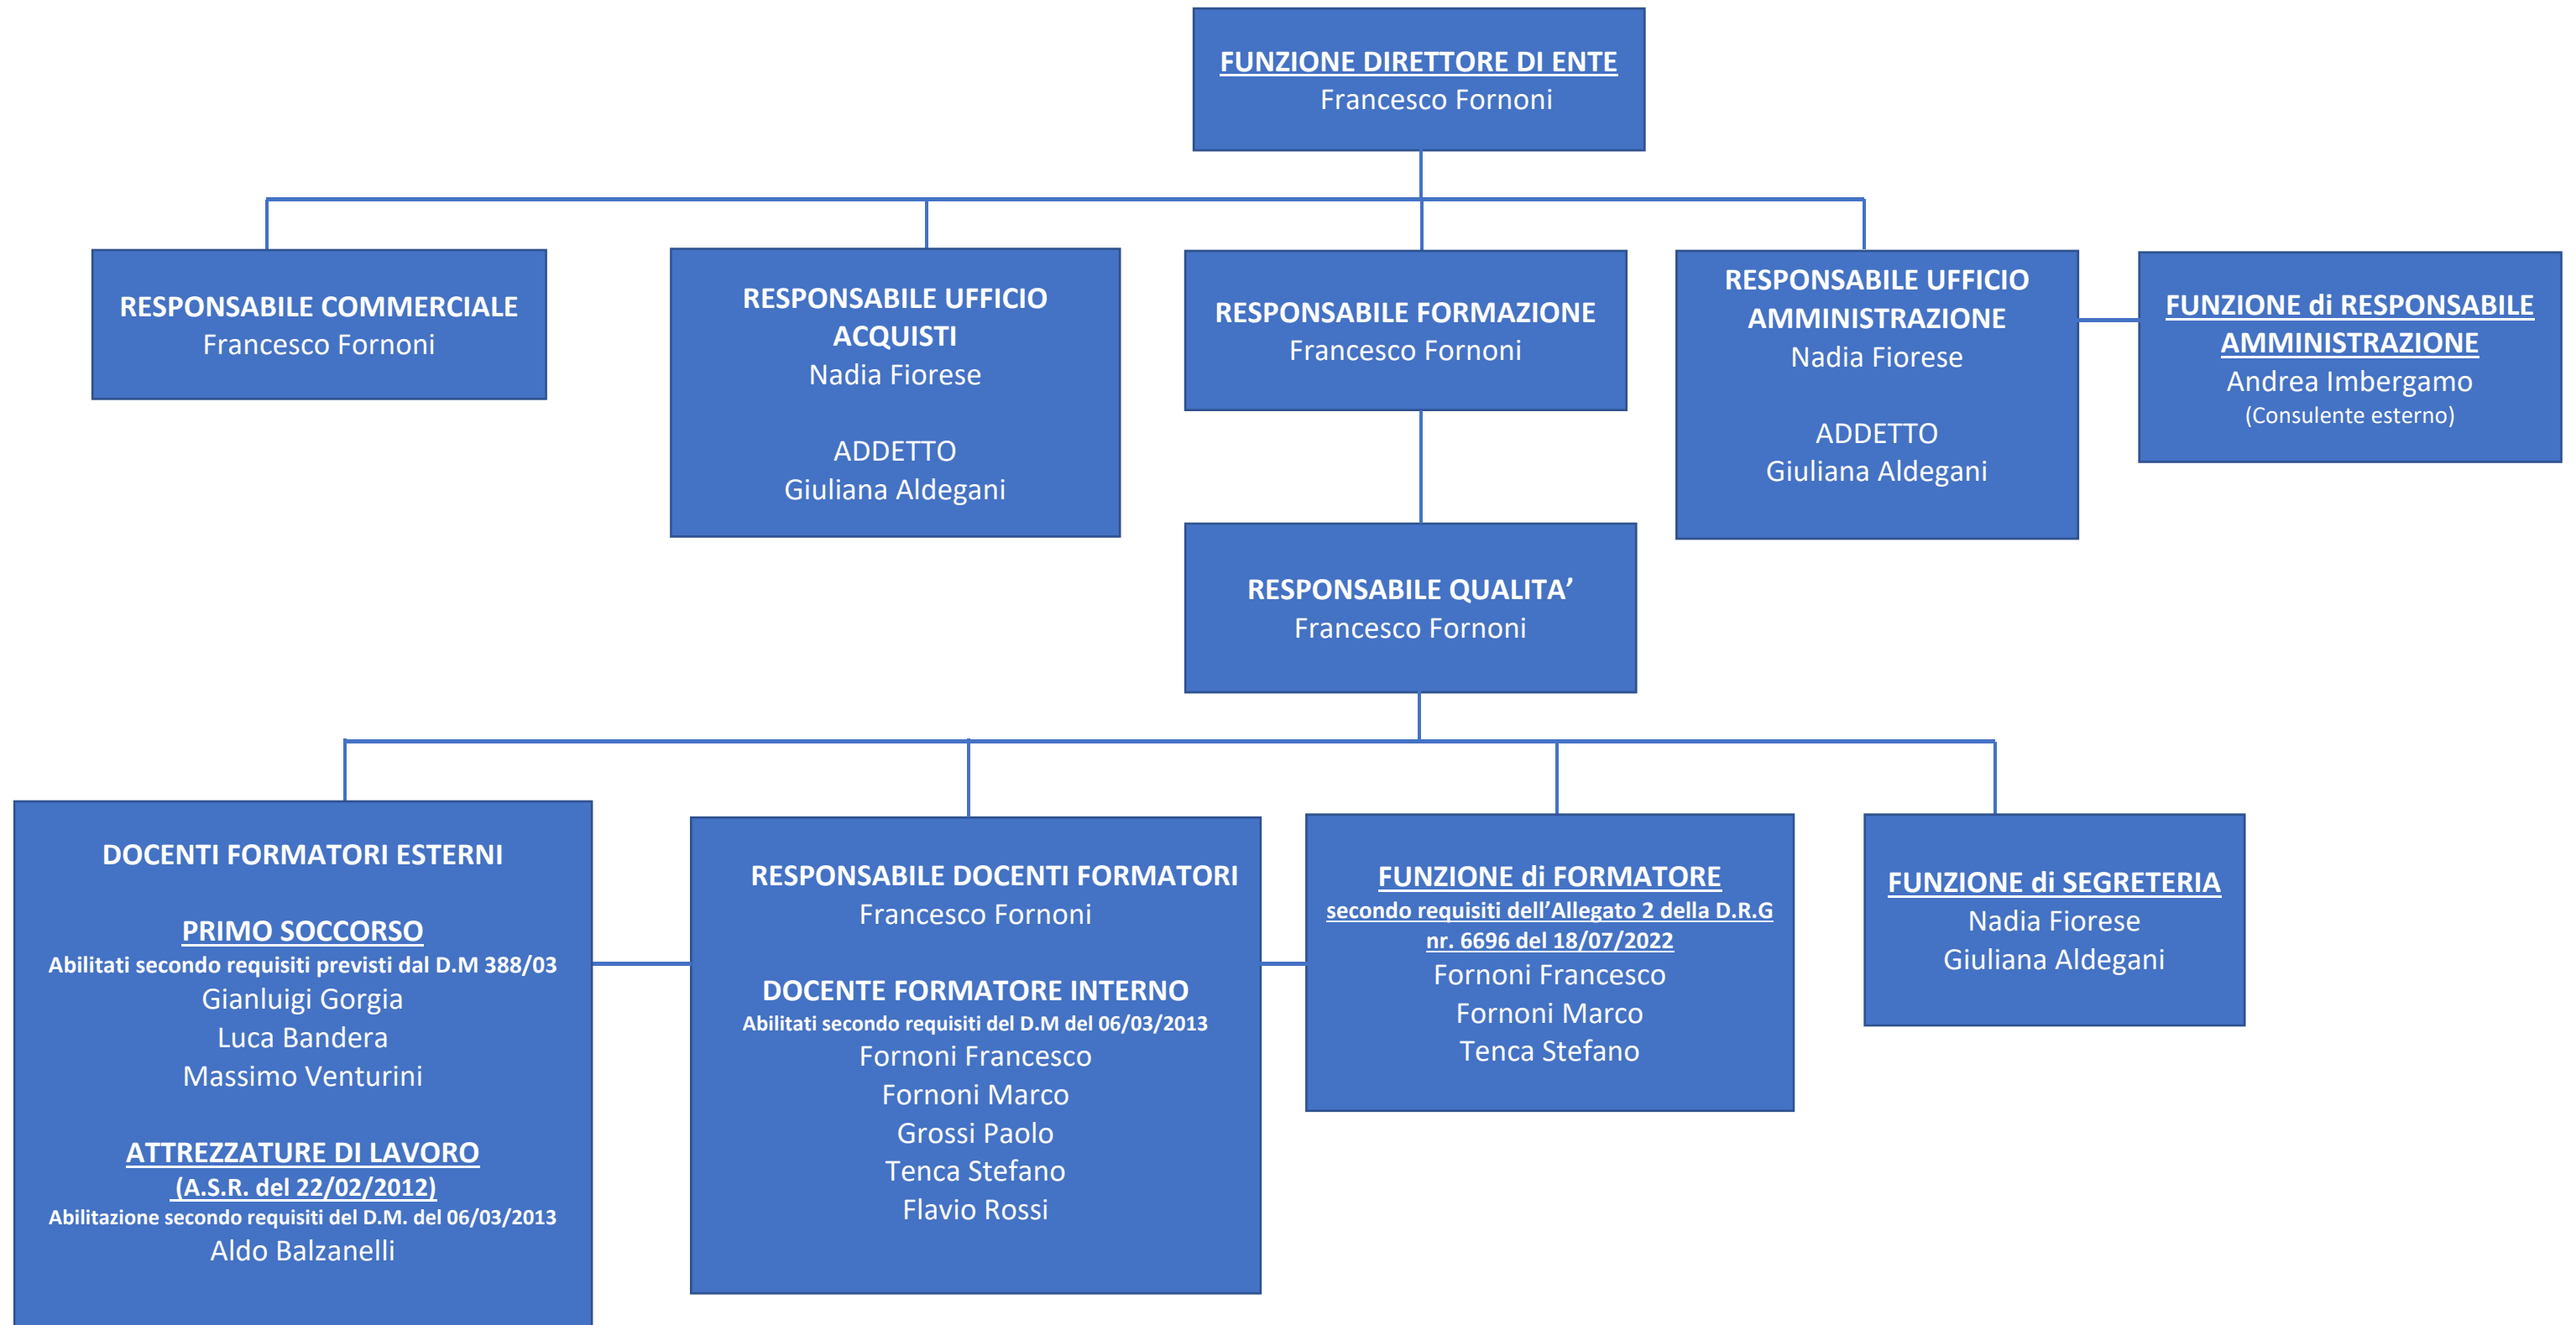 FUNZIONE DIRETTORE DI ENTE
Francesco Fornoni
RESPONSABILE COMMERCIALE
Francesco Fornoni
RESPONSABILE UFFICIO
ACQUISTI
Nadia Fiorese
ADDETTO
Giuliana Aldegani
RESPONSABILE FORMAZIONE
Francesco Fornoni
RESPONSABILE UFFICIO
AMMINISTRAZIONE
Nadia Fiorese
ADDETTO
Giuliana Aldegani
FUNZIONE di RESPONSABILE
AMMINISTRAZIONE
Andrea Imbergamo
(Consulente esterno)
RESPONSABILE QUALITA’
Francesco Fornoni
DOCENTI FORMATORI ESTERNI
PRIMO SOCCORSO
Abilitati secondo requisiti previsti dal D.M 388/03
Gianluigi Gorgia
Luca Bandera
Massimo Venturini
ATTREZZATURE DI LAVORO
(A.S.R. del 22/02/2012)
Abilitazione secondo requisiti del D.M. del 06/03/2013
Aldo Balzanelli
RESPONSABILE DOCENTI FORMATORI
Francesco Fornoni
DOCENTE FORMATORE INTERNO
Abilitati secondo requisiti del D.M del 06/03/2013
Fornoni Francesco
Fornoni Marco
Grossi Paolo
Tenca Stefano
Flavio Rossi
FUNZIONE di FORMATORE
secondo requisiti dell’Allegato 2 della D.R.G
nr. 6696 del 18/07/2022
Fornoni Francesco
Fornoni Marco
Tenca Stefano
FUNZIONE di SEGRETERIA
Nadia Fiorese
Giuliana Aldegani